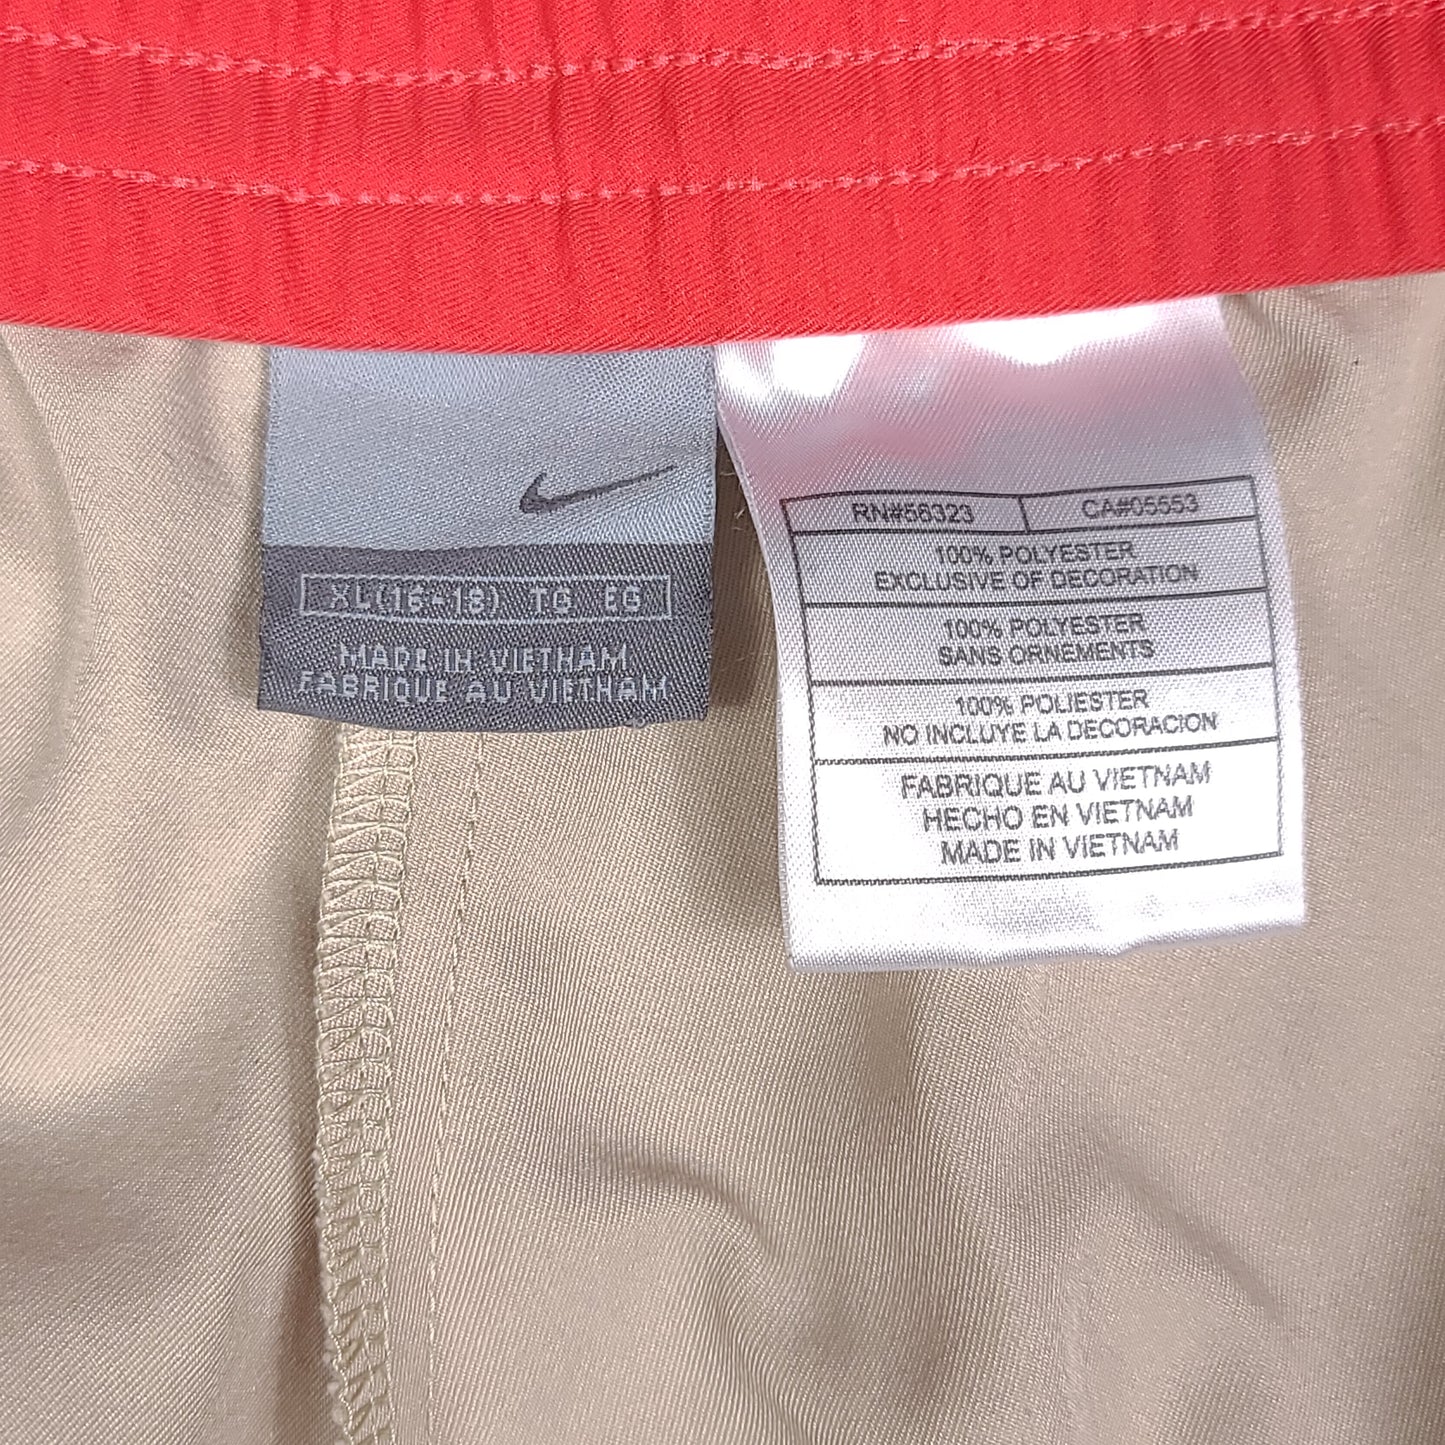 XL(16-18) TG EG
MADE IN VIETNAM
FABRIQUE AU VIETNAM
RN#56323 CA#05553
100% POLYESTER
EXCLUSIVE OF DECORATION
100% POLYESTER
SANS ORNEMENTS
100% POLIESTER
NO INCLUYE LA DECORACION
FABRIQUE AU VIETNAM
HECHO EN VIETNAM
MADE IN VIETNAM